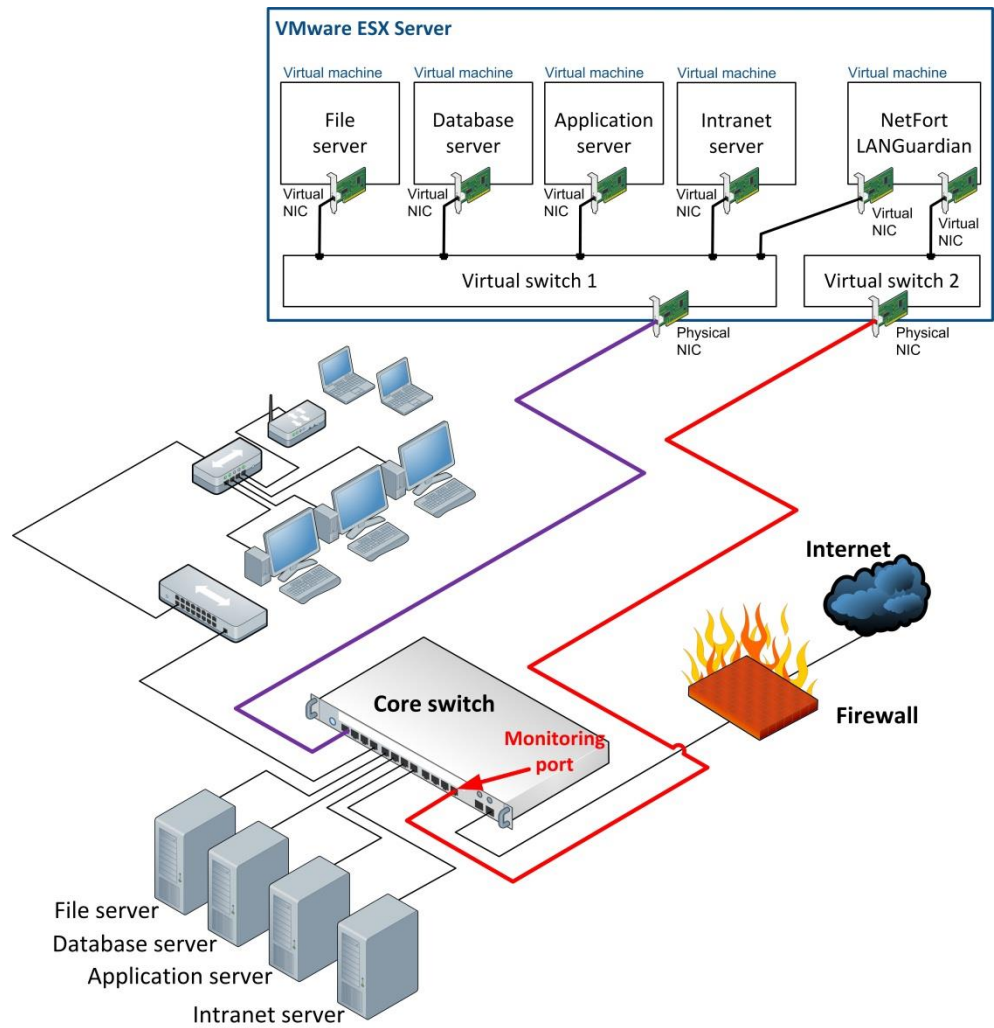 VMware ESX Server
Virtual machine
Virtual machine
Virtual machine
Virtual machine
Virtual machine
File
server
Database
server
Application
server
Intranet
server
NetFort
LANGuardian
Virtual
NIC
Virtual
NIC
Virtual
NIC
Virtual
NIC
Virtual
NIC
Virtual
NIC
Virtual switch 1
Virtual switch 2
Physical
NIC
Physical
NIC
Internet
Firewall
Core switch
Monitoring
port
File server
Database server
Application server
Intranet server